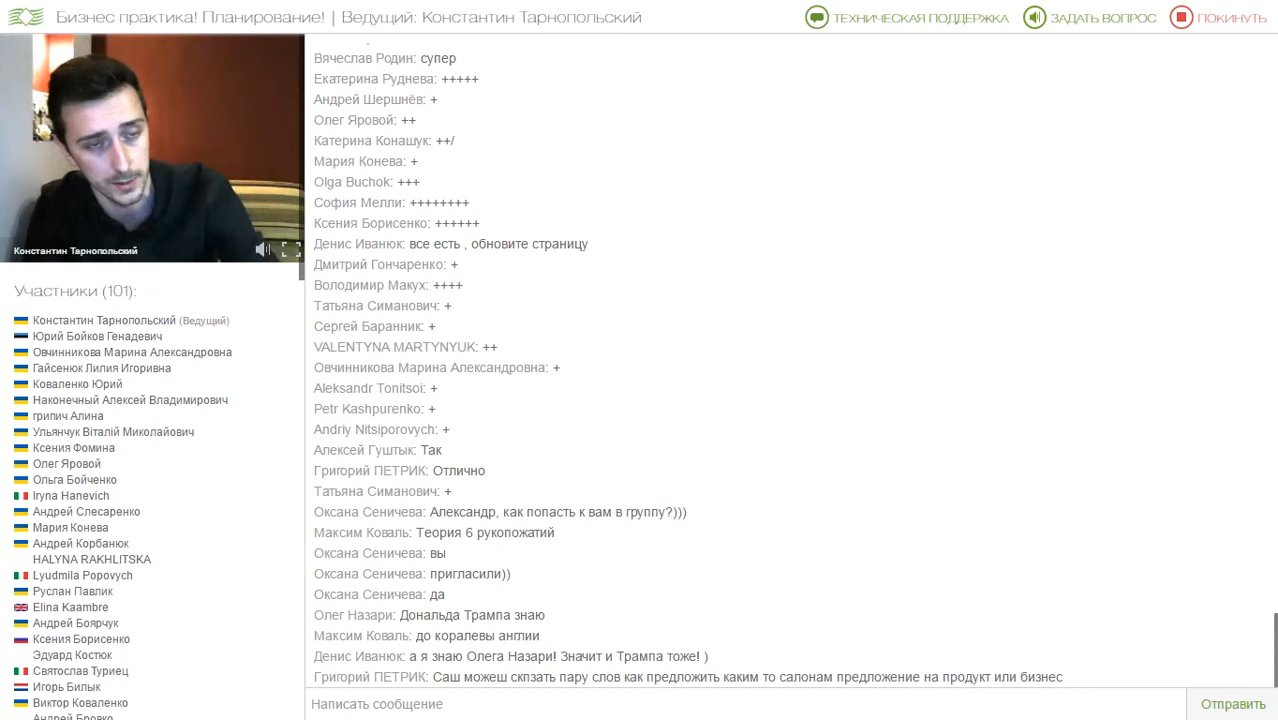 Бизнес практика! Планирование! | Ведущий: Константин Тарнопольский
ТЕХНИЧЕСКАЯ ПОДДЕРЖКА
ЗАДАТЬ ВОПРОС
ПОКИНУТЬ
Константин Тарнопольский
Участники (101):
Константин Тарнопольский (Ведущий)
Юрий Бойков Генадевич
Овчинникова Марина Александровна
Гайсенюк Лилия Игоривна
Коваленко Юрий
Наконечный Алексей Владимирович
грипич Алина
Ульянчук Віталій Миколайович
Ксения Фомина
Олег Яровой
Ольга Бойченко
Iryna Hanevich
Андрей Слесаренко
Мария Конева
Андрей Корбанюк
HALYNA RAKHLITSKA
Lyudmila Popovych
Руслан Павлик
Elina Kaambre
Андрей Боярчук
Ксения Борисенко
Эдуард Костюк
Святослав Туриец
Игорь Билык
Виктор Коваленко
Андрей Бровко
Вячеслав Родин: супер
Екатерина Руднева: +++++
Андрей Шершнёв: +
Олег Яровой: ++
Катерина Конашук: ++/
Мария Конева: +
Olga Buchok: +++
София Мелли: ++++++++
Ксения Борисенко: ++++++
Денис Иванюк: все есть , обновите страницу
Дмитрий Гончаренко: +
Володимир Макух: ++++
Татьяна Симанович: +
Сергей Баранник: +
VALENTYNA MARTYNYUK: ++
Овчинникова Марина Александровна: +
Aleksandr Tonitsoi: +
Petr Kashpurenko: +
Andriy Nitsiporovych: +
Алексей Гуштык: Так
Григорий ПЕТРИК: Отлично
Татьяна Симанович: +
Оксана Сеничева: Александр, как попасть к вам в группу?)))
Максим Коваль: Теория 6 рукопожатий
Оксана Сеничева: вы
Оксана Сеничева: пригласили))
Оксана Сеничева: да
Олег Назари: Дональда Трампа знаю
Максим Коваль: до коралевы англии
Денис Иванюк: а я знаю Олега Назари! Значит и Трампа тоже! )
Григорий ПЕТРИК: Саш можеш скпзать пару слов как предложить каким то салонам предложение на продукт или бизнес
Написать сообщение
Отправить